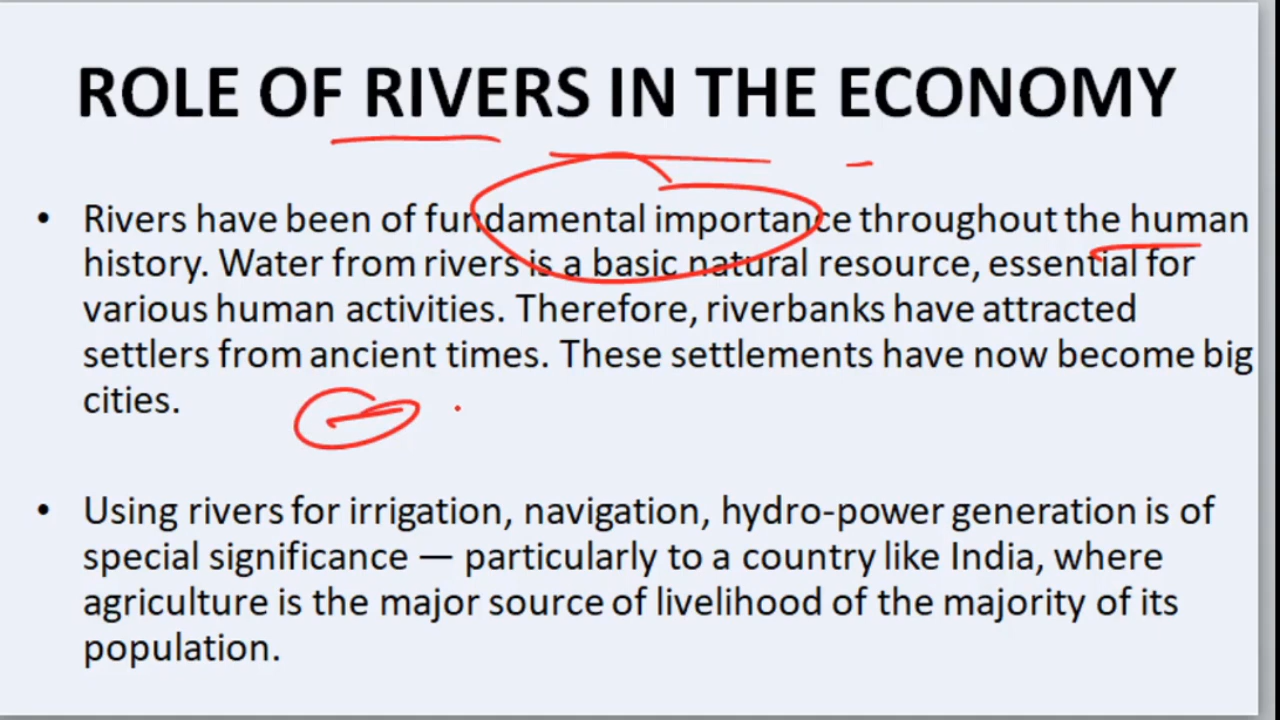 ROLE OF RIVERS IN THE ECONOMY
• Rivers have been of fundamental importance throughout the human
history. Water from rivers is a basic natural resource, essential for
various human activities. Therefore, riverbanks have attracted
settlers from ancient times. These settlements have now become big
cities.
• Using rivers for irrigation, navigation, hydro-power generation is of
special significance — particularly to a country like India, where
agriculture is the major source of livelihood of the majority of its
population.